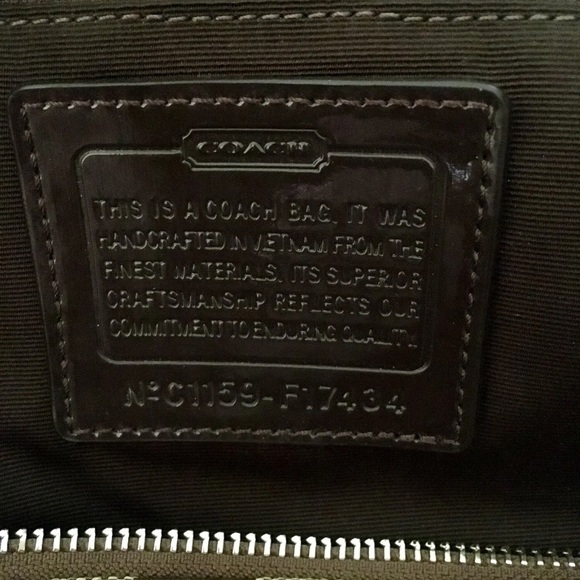 COACH
THIS IS A COACH BAG. IT WAS
HANDCRAFTED IN VIETNAM FROM THE
FINEST MATERIALS. ITS SUPERIOR
CRAFTSMANSHIP REFLECTS OUR
COMMITMENT TO ENDURING QUALITY.
Nº C1159-F17434